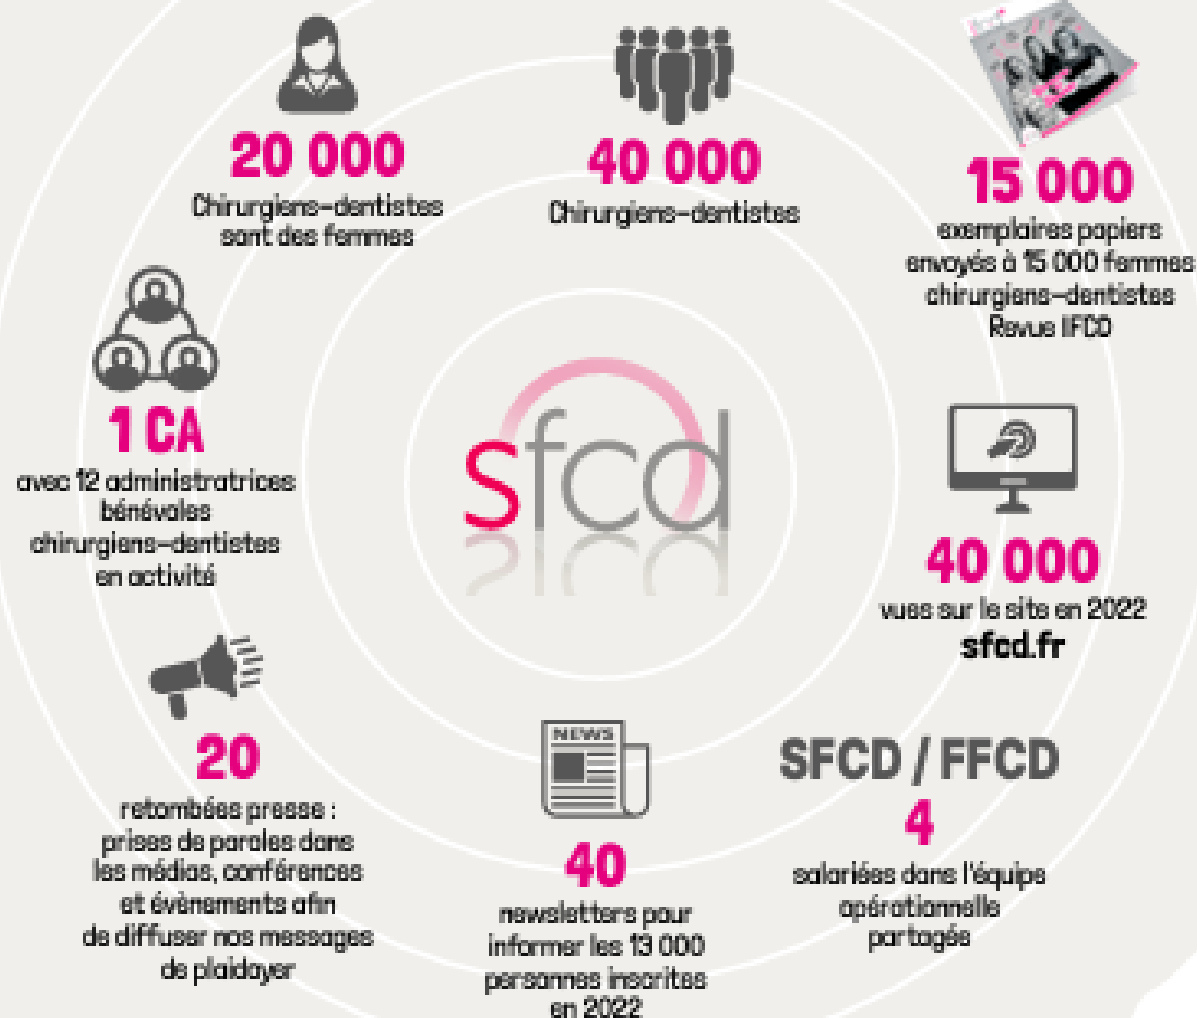 20 000
Chirurgiens-dentistes
sont des femmes
40 000
Chirurgiens-dentistes
15 000
exemplaires papiers
envoyés à 15 000 femmes
chirurgiens-dentistes
Revue IFCD
1 CA
avec 12 administratrices
bénévoles
chirurgiens-dentistes
en activité
sfcd
40 000
vues sur le site en 2022
sfcd.fr
20
retombées presse :
prises de paroles dans
les médias, conférences
et évènements afin
de diffuser nos messages
de plaidoyer
NEWS
40
newsletters pour
informer les 13 000
personnes inscrites
en 2022
SFCD / FFCD
4
salariées dans l'équipe
opérationnelle
partagée